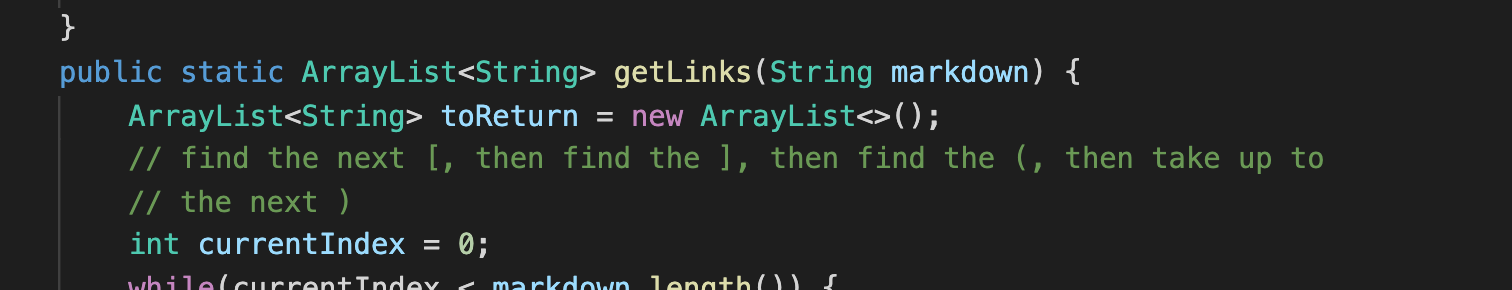 }
public static ArrayList<String> getLinks(String markdown) {
ArrayList<String> toReturn = new ArrayList<>();
// find the next [, then find the ], then find the (, then take up to
// the next )
int currentIndex = 0;
while(currentIndex < markdown.length()) {